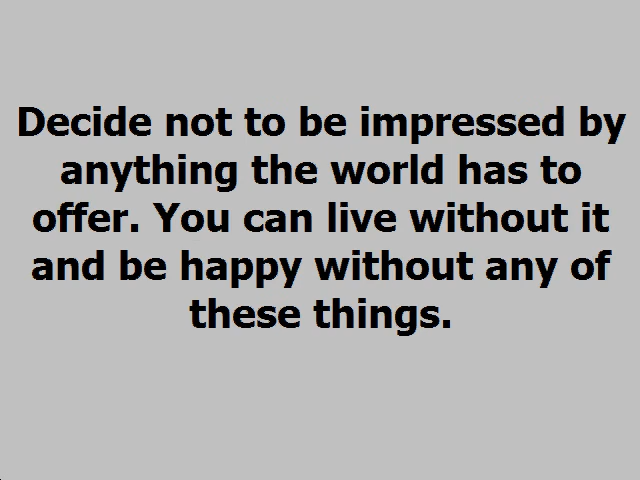 Decide not to be impressed by
anything the world has to
offer. You can live without it
and be happy without any of
these things.